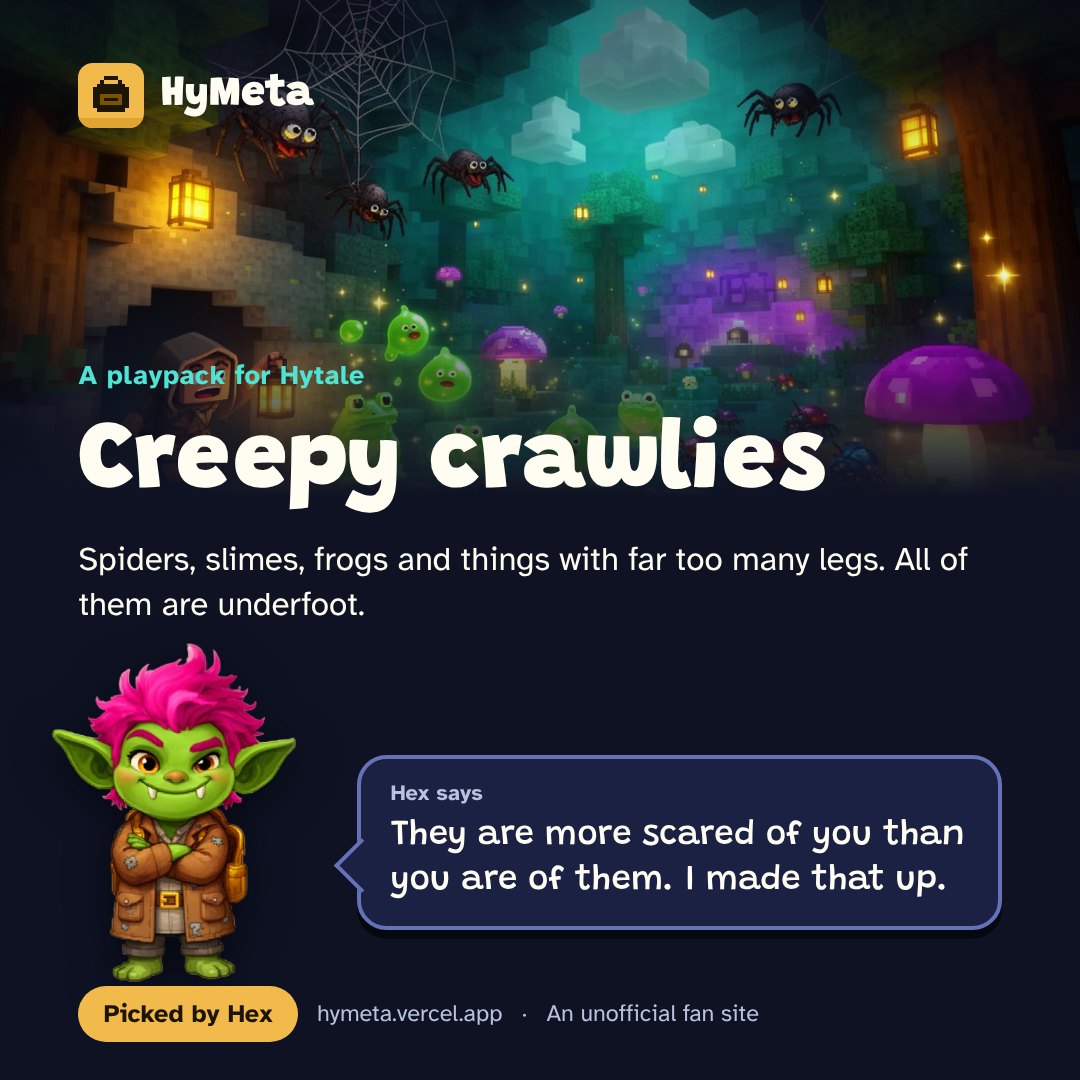 HyMeta
A playpack for Hytale
Creepy crawlies
Spiders, slimes, frogs and things with far too many legs. All of
them are underfoot.
Hex says
They are more scared of you than
you are of them. I made that up.
Picked by Hex
hymeta.vercel.app · An unofficial fan site